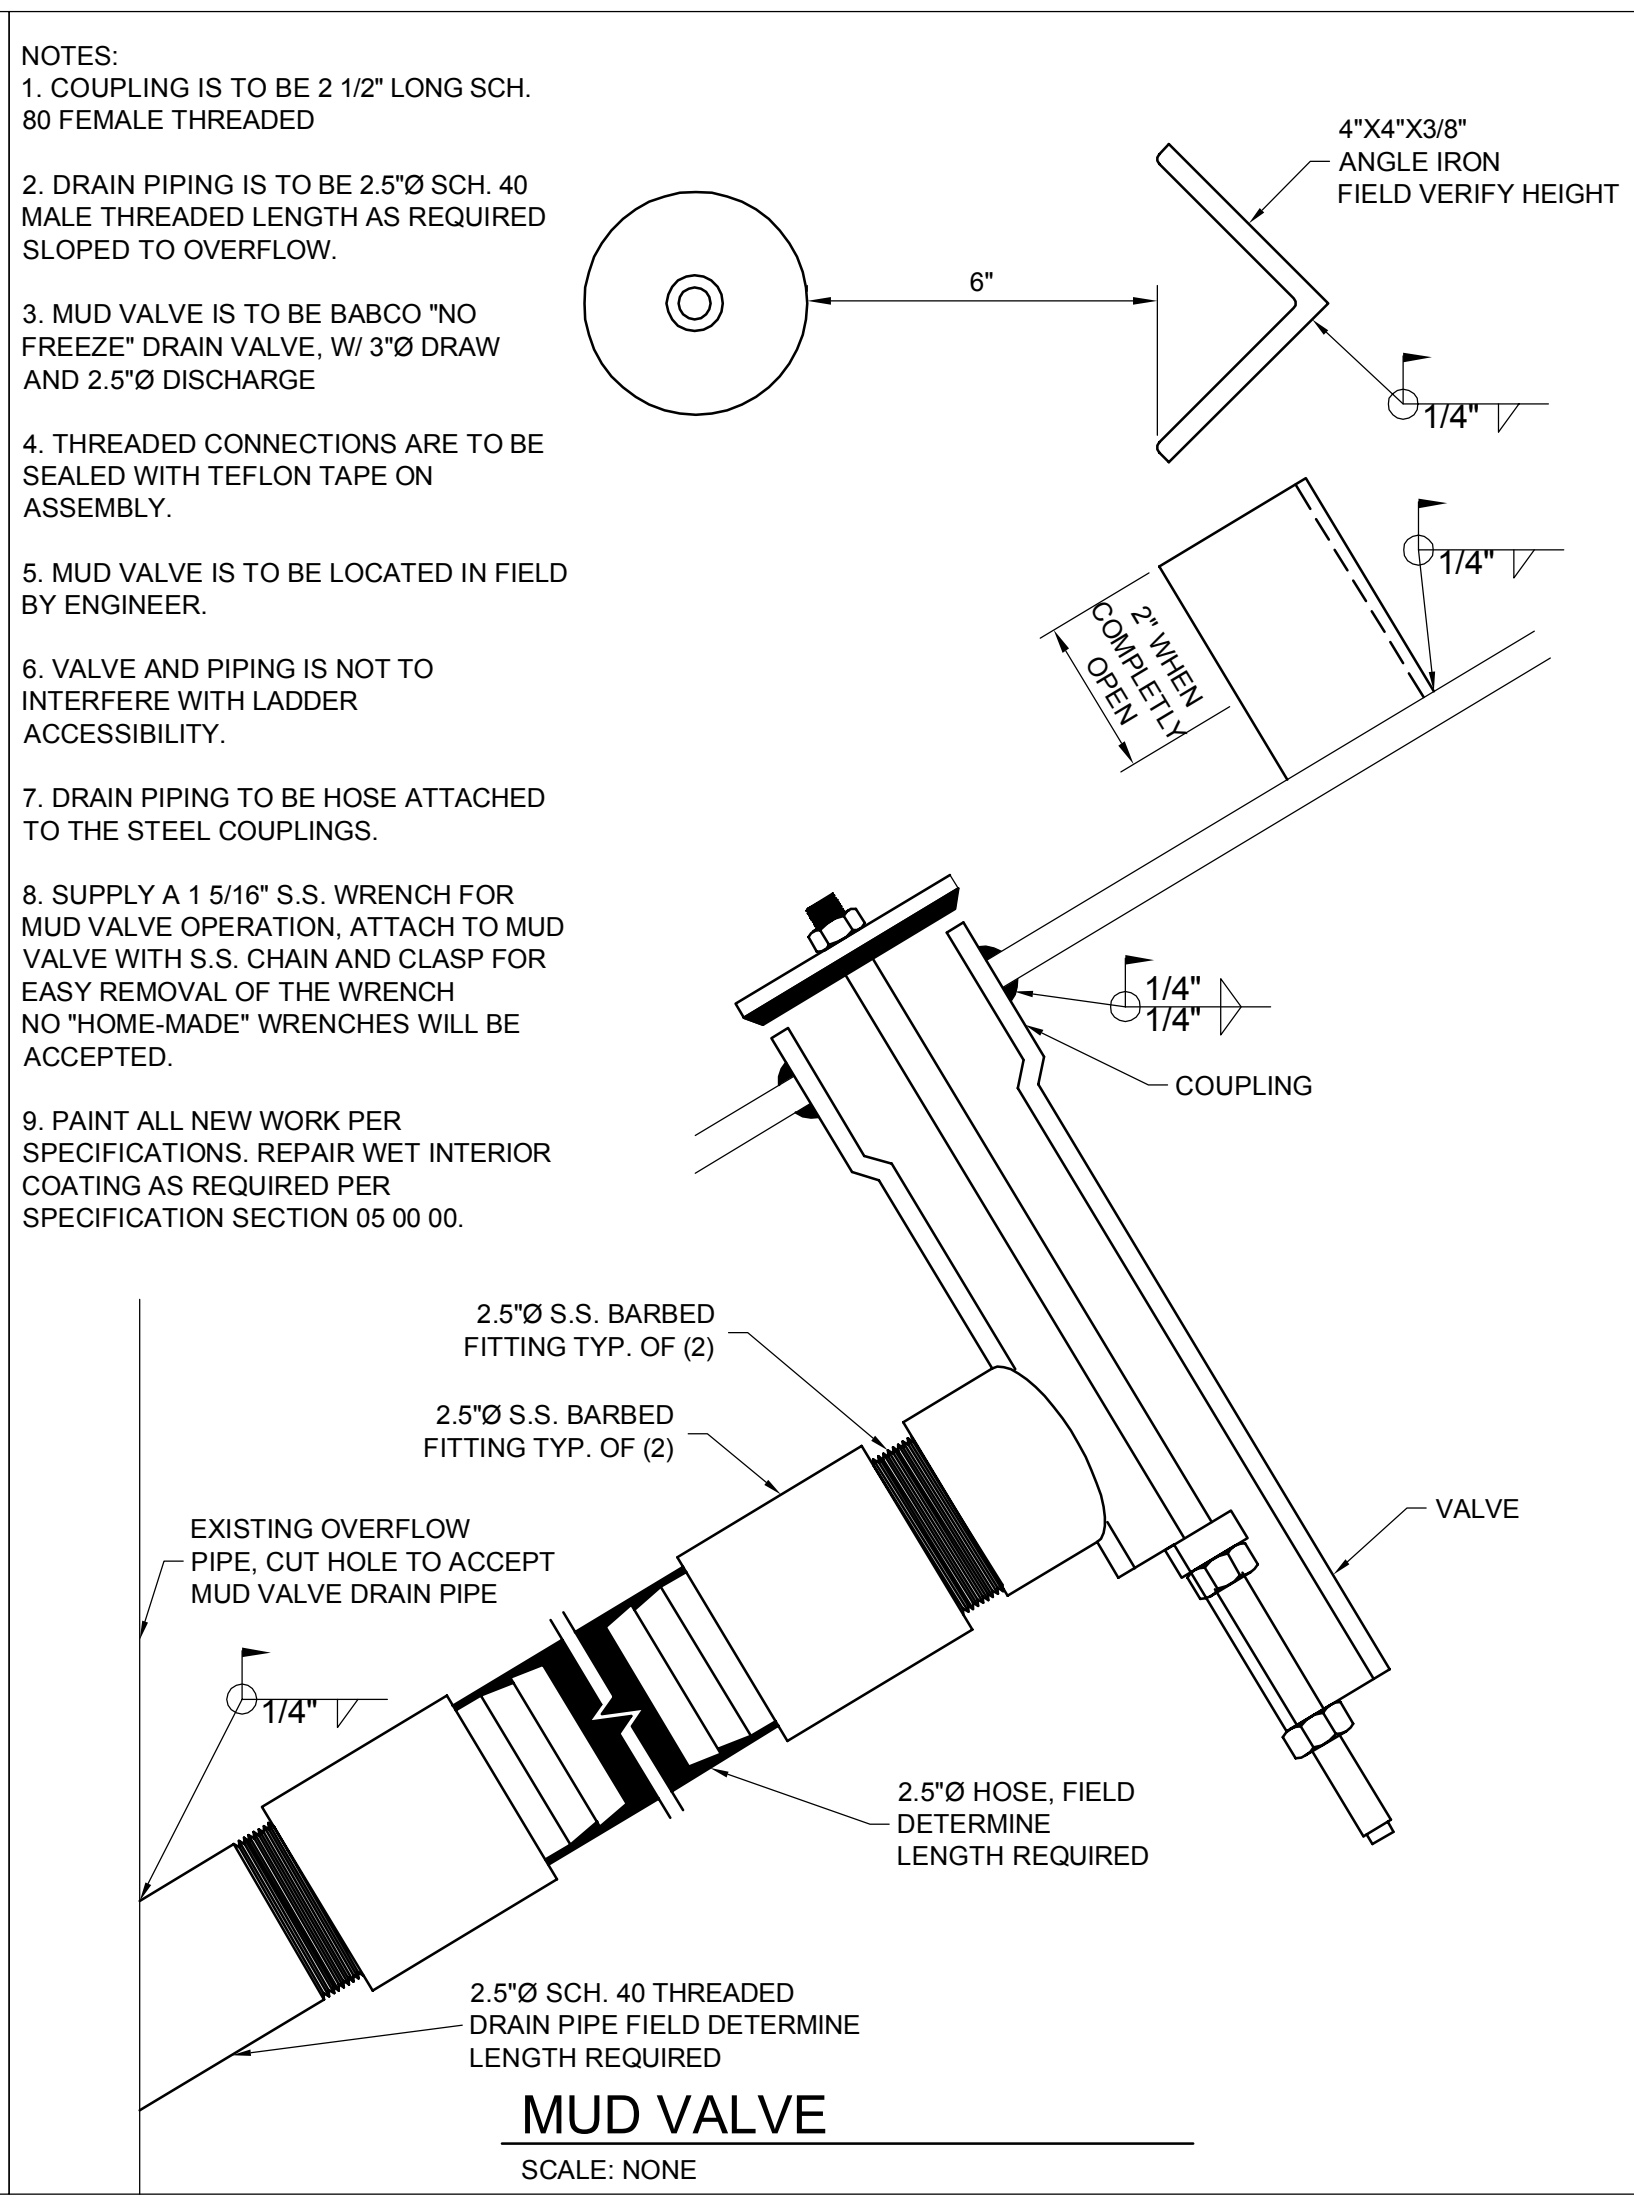 NOTES:
1. COUPLING IS TO BE 2 1/2" LONG SCH.
80 FEMALE THREADED
2. DRAIN PIPING IS TO BE 2.5"Ø SCH. 40
MALE THREADED LENGTH AS REQUIRED
SLOPED TO OVERFLOW.
3. MUD VALVE IS TO BE BABCO "NO
FREEZE" DRAIN VALVE, W/ 3"Ø DRAW
AND 2.5"Ø DISCHARGE
4. THREADED CONNECTIONS ARE TO BE
SEALED WITH TEFLON TAPE ON
ASSEMBLY.
5. MUD VALVE IS TO BE LOCATED IN FIELD
BY ENGINEER.
6. VALVE AND PIPING IS NOT TO
INTERFERE WITH LADDER
ACCESSIBILITY.
7. DRAIN PIPING TO BE HOSE ATTACHED
TO THE STEEL COUPLINGS.
8. SUPPLY A 1 5/16" S.S. WRENCH FOR
MUD VALVE OPERATION, ATTACH TO MUD
VALVE WITH S.S. CHAIN AND CLASP FOR
EASY REMOVAL OF THE WRENCH
NO "HOME-MADE" WRENCHES WILL BE
ACCEPTED.
9. PAINT ALL NEW WORK PER
SPECIFICATIONS. REPAIR WET INTERIOR
COATING AS REQUIRED PER
SPECIFICATION SECTION 05 00 00.
4"X4"X3/8"
ANGLE IRON
FIELD VERIFY HEIGHT
6"
1/4"
1/4"
2" WHEN
COMPLETLY
OPEN
1/4"
1/4"
COUPLING
2.5"Ø S.S. BARBED
FITTING TYP. OF (2)
2.5"Ø S.S. BARBED
FITTING TYP. OF (2)
VALVE
EXISTING OVERFLOW
PIPE, CUT HOLE TO ACCEPT
MUD VALVE DRAIN PIPE
1/4"
2.5"Ø HOSE, FIELD
DETERMINE
LENGTH REQUIRED
2.5"Ø SCH. 40 THREADED
DRAIN PIPE FIELD DETERMINE
LENGTH REQUIRED
MUD VALVE
SCALE: NONE